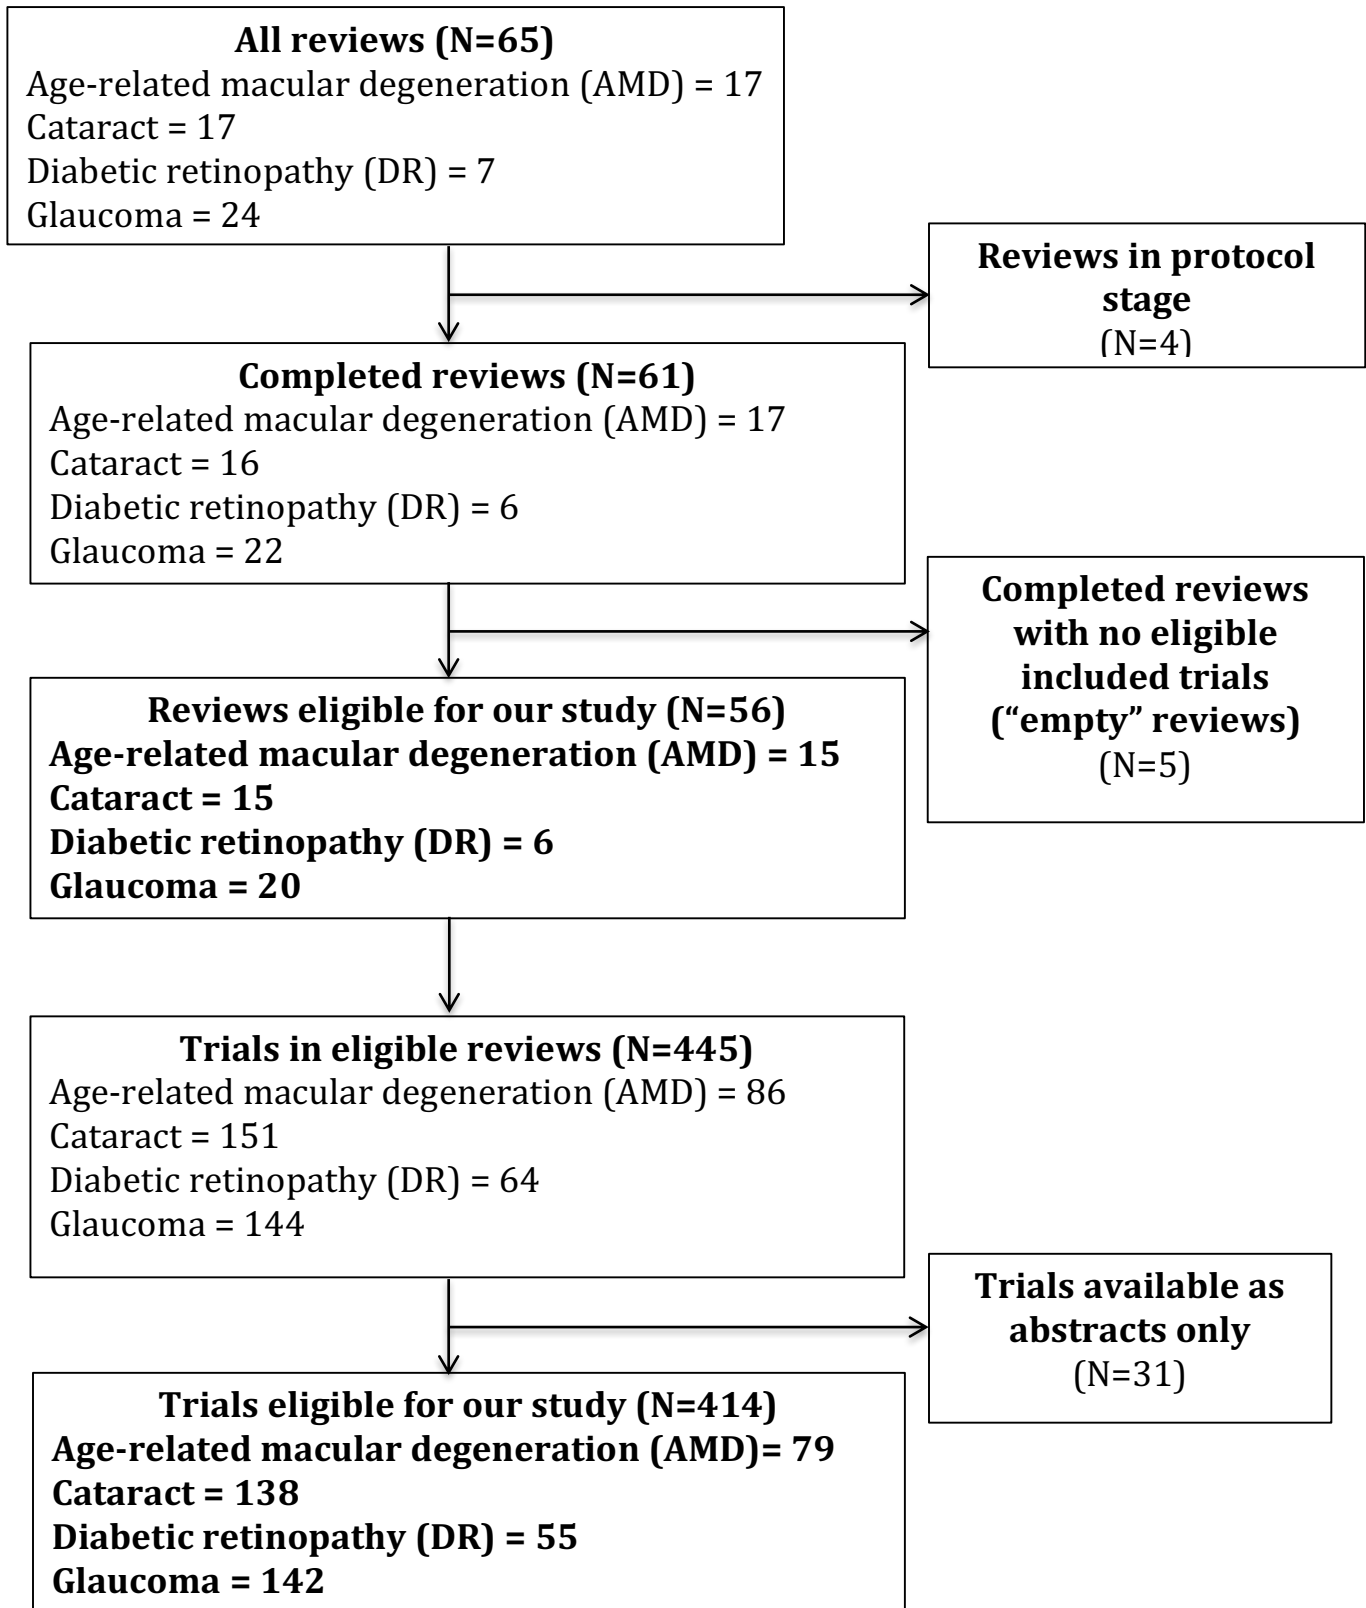 All reviews (N=65)
Age-related macular degeneration (AMD) = 17
Cataract = 17
Diabetic retinopathy (DR) = 7
Glaucoma = 24
Reviews in protocol
stage
(N=4)
Completed reviews (N=61)
Age-related macular degeneration (AMD) = 17
Cataract = 16
Diabetic retinopathy (DR) = 6
Glaucoma = 22
Completed reviews
with no eligible
included trials
(“empty” reviews)
(N=5)
Reviews eligible for our study (N=56)
Age-related macular degeneration (AMD) = 15
Cataract = 15
Diabetic retinopathy (DR) = 6
Glaucoma = 20
Trials in eligible reviews (N=445)
Age-related macular degeneration (AMD) = 86
Cataract = 151
Diabetic retinopathy (DR) = 64
Glaucoma = 144
Trials available as
abstracts only
(N=31)
Trials eligible for our study (N=414)
Age-related macular degeneration (AMD)= 79
Cataract = 138
Diabetic retinopathy (DR) = 55
Glaucoma = 142